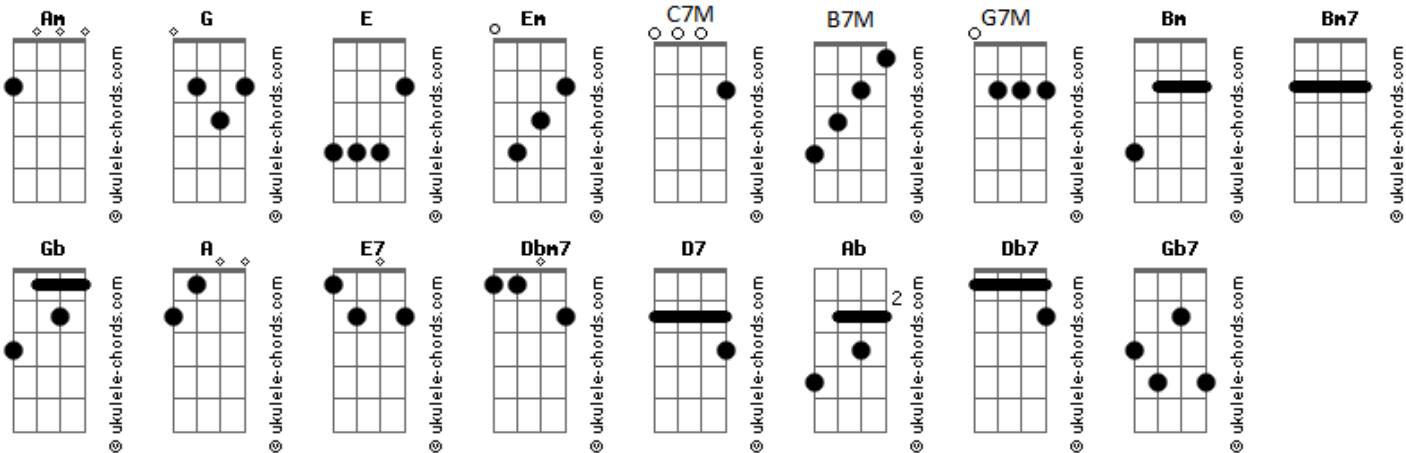 Am G E Em C7M B7M G7M Bm Bm7
© ukulele-chords.com © ukulele-chords.com © ukulele-chords.com © ukulele-chords.com © ukulele-chords.com © ukulele-chords.com © ukulele-chords.com © ukulele-chords.com © ukulele-chords.com
Gb A E7 Dbm7 D7 Ab Db7 Gb7
2
© ukulele-chords.com © ukulele-chords.com © ukulele-chords.com © ukulele-chords.com © ukulele-chords.com © ukulele-chords.com © ukulele-chords.com © ukulele-chords.com